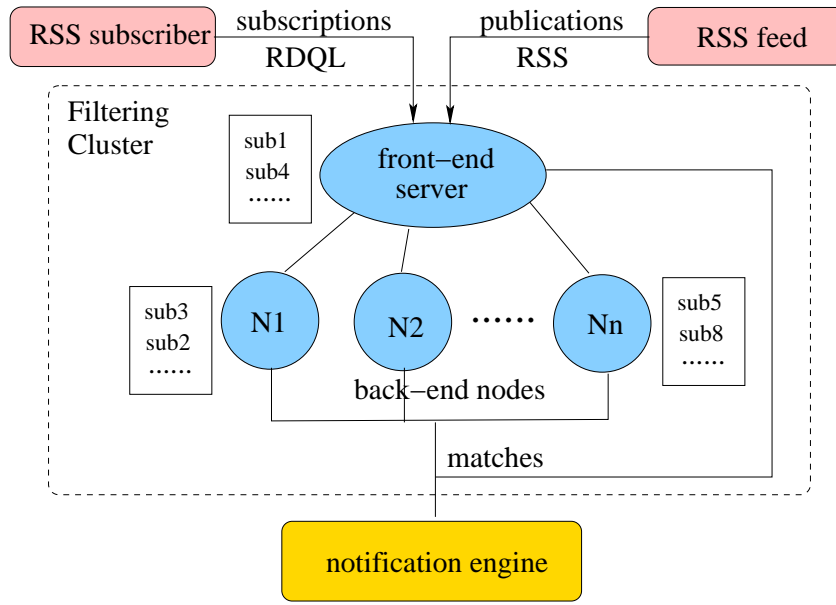 RSS subscriber
subscriptions
RDQL
publications
RSS
RSS feed
Filtering
Cluster
sub1
sub4
......
front−end
server
sub3
sub2
......
N1
N2
......
Nn
sub5
sub8
......
back−end nodes
matches
notification engine